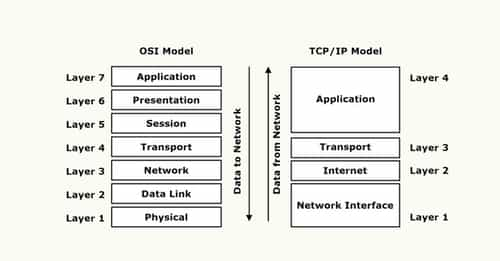 OSI Model
TCP/IP Model
Layer 7
Application
Layer 6
Presentation
Layer 5
Session
Layer 4
Transport
Layer 3
Network
Layer 2
Data Link
Layer 1
Physical
Data to Network
Data from Network
Application
Layer 4
Transport
Layer 3
Internet
Layer 2
Network Interface
Layer 1